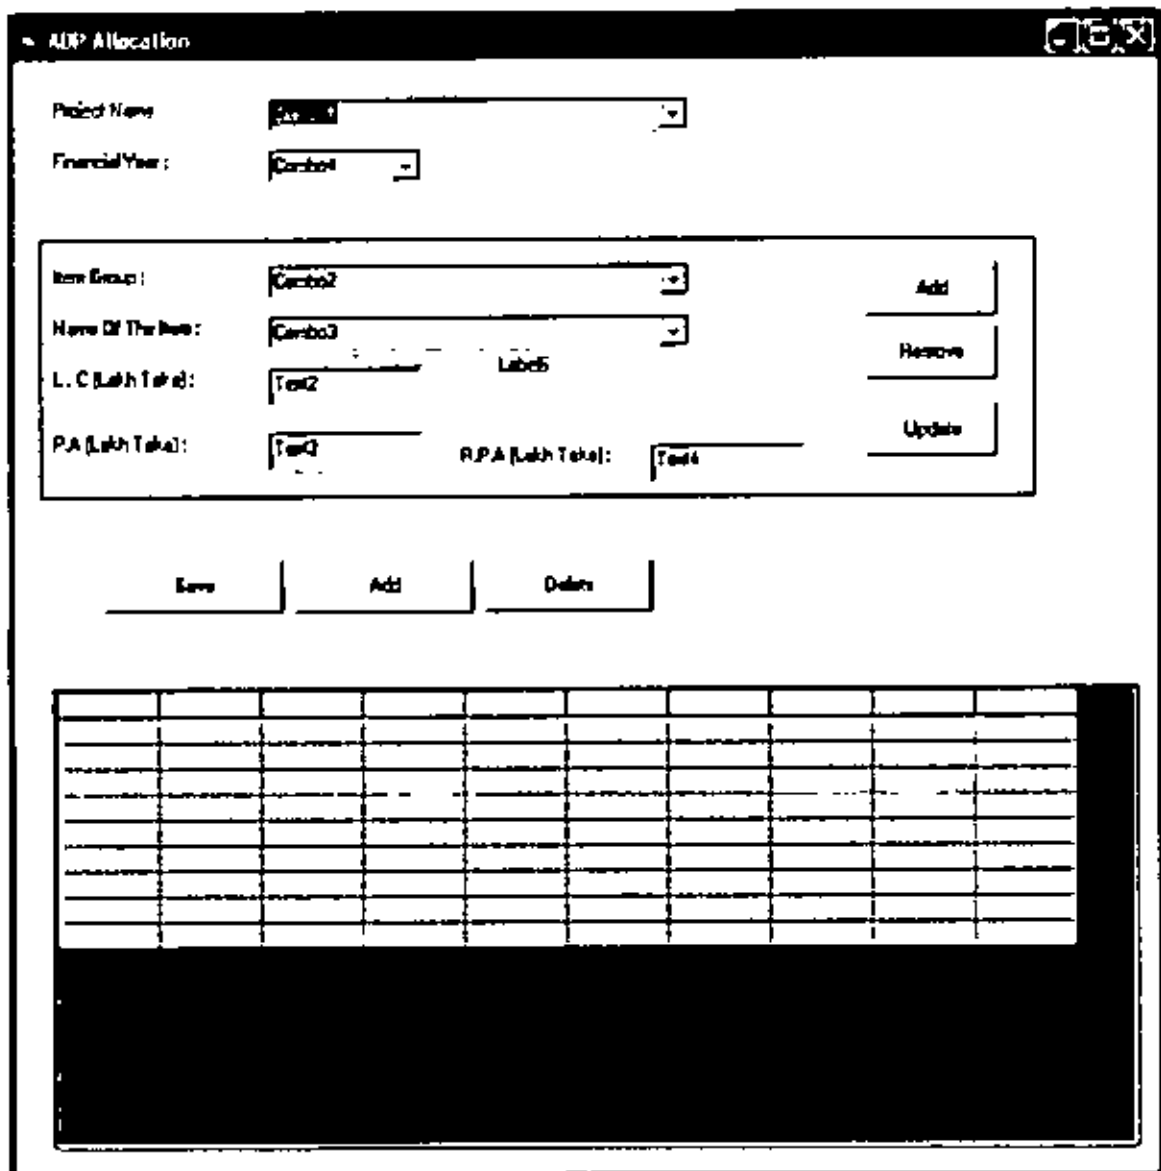 ADP Allocation
Project Name
Financial Year : Combo4
Item Group : Combo2 Add
Name Of The Item : Combo3
Remove
Label5
L . C (Lakh Taka) : Text2
Update
P.A (Lakh Taka) : R.P.A (Lakh Taka) : Text4
Save Add Delete